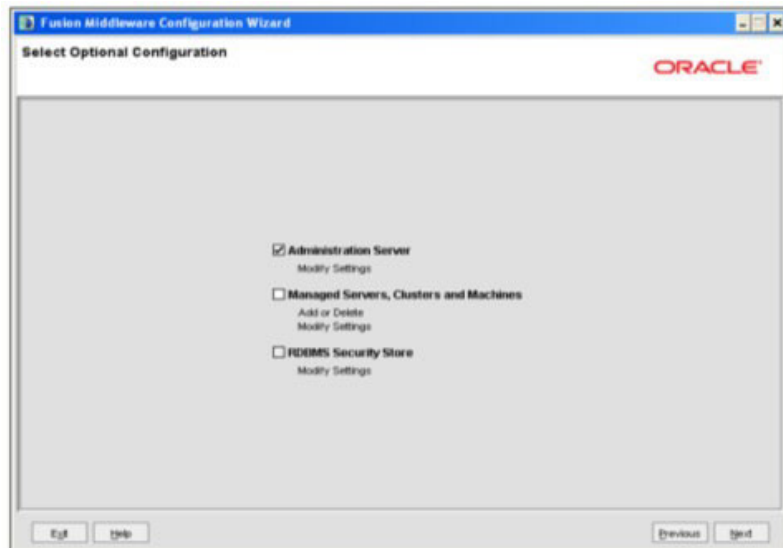 Fusion Middleware Configuration Wizard
Select Optional Configuration
ORACLE
Administration Server
Modify Settings
Managed Servers, Clusters and Machines
Add or Delete
Modify Settings
RDBMS Security Store
Modify Settings
Exit Help Previous Next